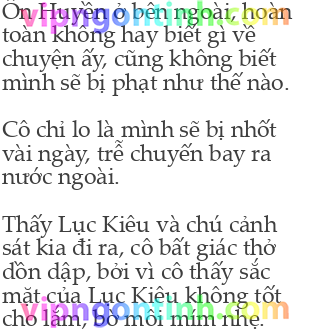 Ôn Huyền ở bên ngoài, hoàn
toàn không hay biết gì về
chuyện ấy, cũng không biết
mình sẽ bị phạt như thế nào.
Cô chỉ lo là mình sẽ bị nhốt
vài ngày, trễ chuyến bay ra
nước ngoài.
Thấy Lục Kiêu và chú cảnh
sát kia đi ra, cô bất giác thở
dồn dập, bởi vì cô thấy sắc
mặt của Lục Kiêu không tốt
cho lắm, bờ môi mím nhẹ.
vipngontinh.com
vipngontinh.com